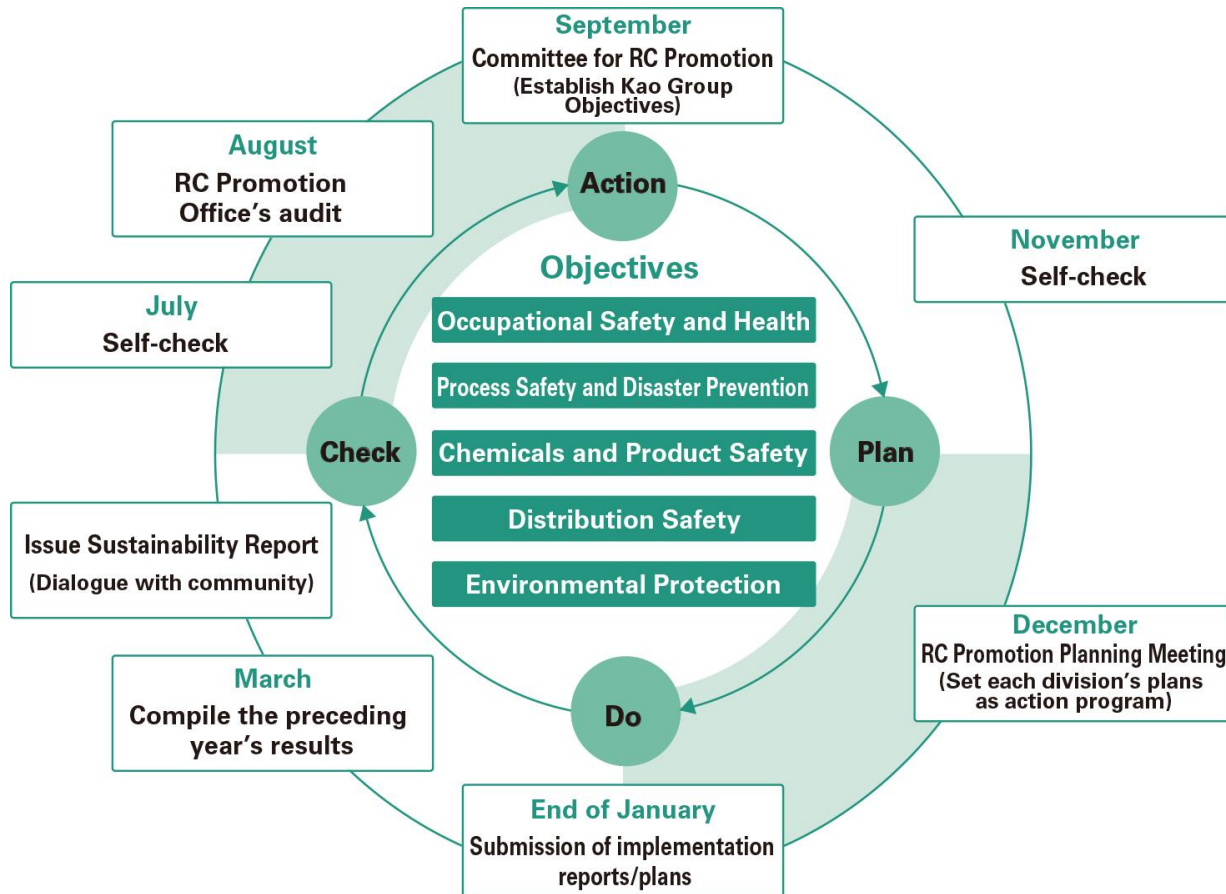 September
Committee for RC Promotion
(Establish Kao Group
Objectives)
August
RC Promotion
Office’s audit
Action
November
Self-check
Objectives
July
Self-check
Occupational Safety and Health
Process Safety and Disaster Prevention
Check
Chemicals and Product Safety
Plan
Distribution Safety
Issue Sustainability Report
(Dialogue with community)
Environmental Protection
December
RC Promotion Planning Meeting
(Set each division’s plans
as action program)
March
Compile the preceding
year’s results
Do
End of January
Submission of implementation
reports/plans